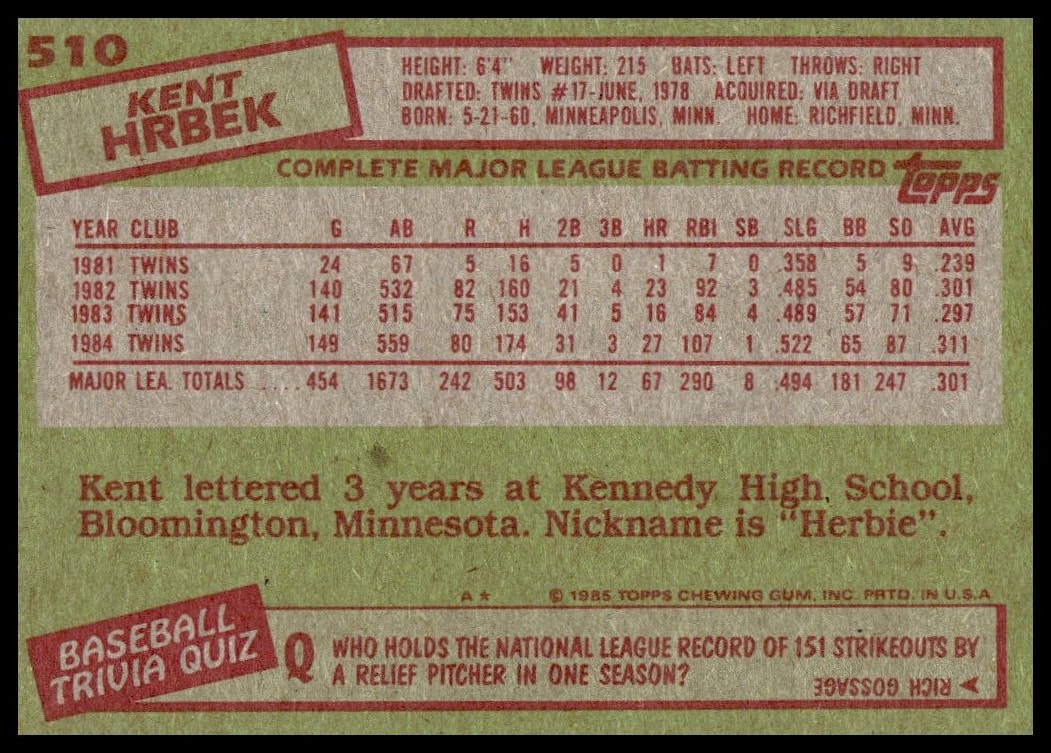 510
KENT
HRBEK
HEIGHT: 6'4" WEIGHT: 215 BATS: LEFT THROWS: RIGHT
DRAFTED: TWINS #17-JUNE, 1978 ACQUIRED: VIA DRAFT
BORN: 5-21-60, MINNEAPOLIS, MINN. HOME: RICHFIELD, MINN.
COMPLETE MAJOR LEAGUE BATTING RECORD
topps
YEAR CLUB G AB R H 2B 3B HR RBI SB SLG BB SO AVG
1981 TWINS 24 67 5 16 5 0 1 7 0 .358 5 9 .239
1982 TWINS 140 532 82 160 21 4 23 92 3 .485 54 80 .301
1983 TWINS 141 515 75 153 41 5 16 84 4 .489 57 71 .297
1984 TWINS 149 559 80 174 31 3 27 107 1 .522 65 87 .311
MAJOR LEA. TOTALS ....454 1673 242 503 98 12 67 290 8 .494 181 247 .301
Kent lettered 3 years at Kennedy High School,
Bloomington, Minnesota. Nickname is "Herbie".
A★ © 1985 TOPPS CHEWING GUM, INC. PRTD. IN U.S.A
BASEBALL
TRIVIA QUIZ
Q WHO HOLDS THE NATIONAL LEAGUE RECORD OF 151 STRIKEOUTS BY
A RELIEF PITCHER IN ONE SEASON?
RICH GOSSAGE